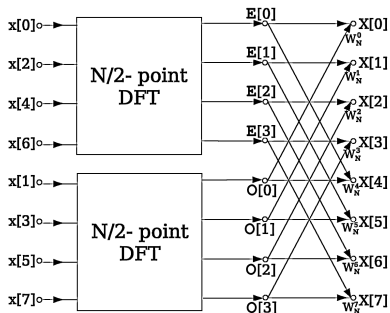 x[0] E[0] X[0]
W_N^0
x[2] N/2- point E[1] X[1]
DFT W_N^1
x[4] E[2] X[2]
W_N^2
x[6] E[3] X[3]
W_N^3
x[1] O[0] X[4]
W_N^4
x[3] N/2- point O[1] X[5]
DFT W_N^5
x[5] O[2] X[6]
W_N^6
x[7] O[3] X[7]
W_N^7